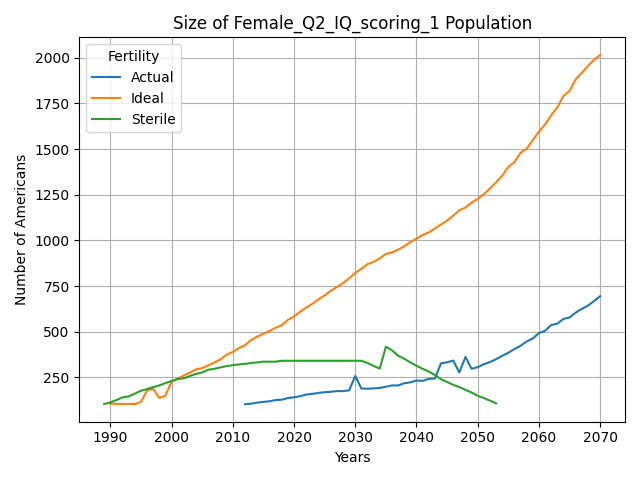 Size of Female_Q2_IQ_scoring_1 Population
Fertility
Actual
Ideal
Sterile
Number of Americans
2000
1750
1500
1250
1000
750
500
250
1990 2000 2010 2020 2030 2040 2050 2060 2070
Years